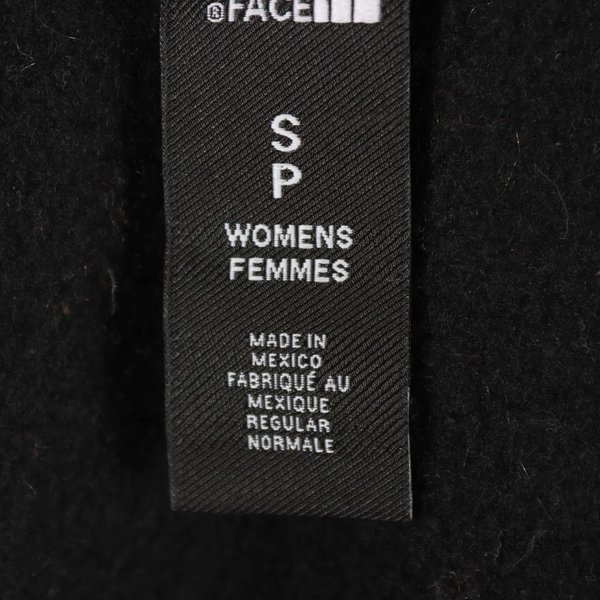 ®FACE
S
P
WOMENS
FEMMES
MADE IN
MEXICO
FABRIQUÉ AU
MEXIQUE
REGULAR
NORMALE